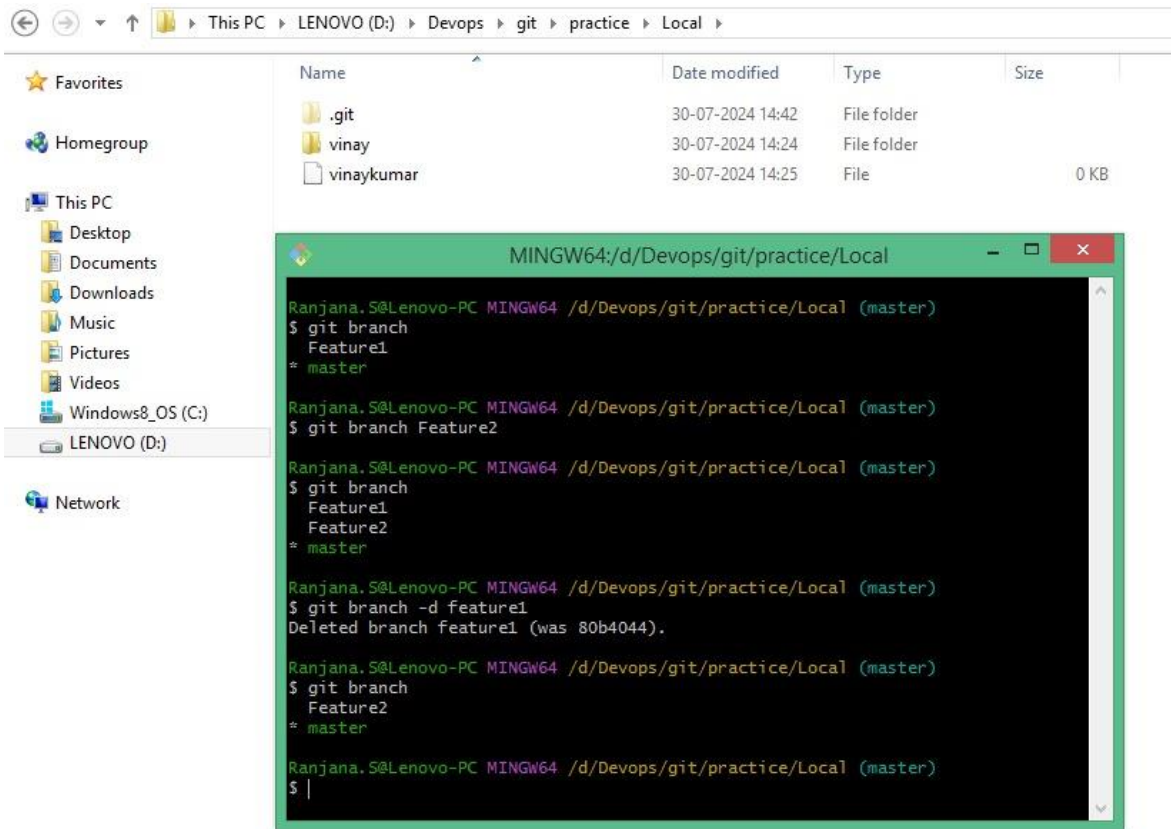 This PC LENOVO (D:) Devops git practice Local
Favorites
Homegroup
This PC
Desktop
Documents
Downloads
Music
Pictures
Videos
Windows8_OS (C:)
LENOVO (D:)
Network
Name Date modified Type Size
.git 30-07-2024 14:42 File folder
vinay 30-07-2024 14:24 File folder
vinaykumar 30-07-2024 14:25 File 0 KB
MINGW64:/d/Devops/git/practice/Local
Ranjana.S@Lenovo-PC MINGW64 /d/Devops/git/practice/Local (master)
$ git branch
Feature1
* master
Ranjana.S@Lenovo-PC MINGW64 /d/Devops/git/practice/Local (master)
$ git branch Feature2
Ranjana.S@Lenovo-PC MINGW64 /d/Devops/git/practice/Local (master)
$ git branch
Feature1
Feature2
* master
Ranjana.S@Lenovo-PC MINGW64 /d/Devops/git/practice/Local (master)
$ git branch -d feature1
Deleted branch feature1 (was 80b4044).
Ranjana.S@Lenovo-PC MINGW64 /d/Devops/git/practice/Local (master)
$ git branch
Feature2
* master
Ranjana.S@Lenovo-PC MINGW64 /d/Devops/git/practice/Local (master)
$